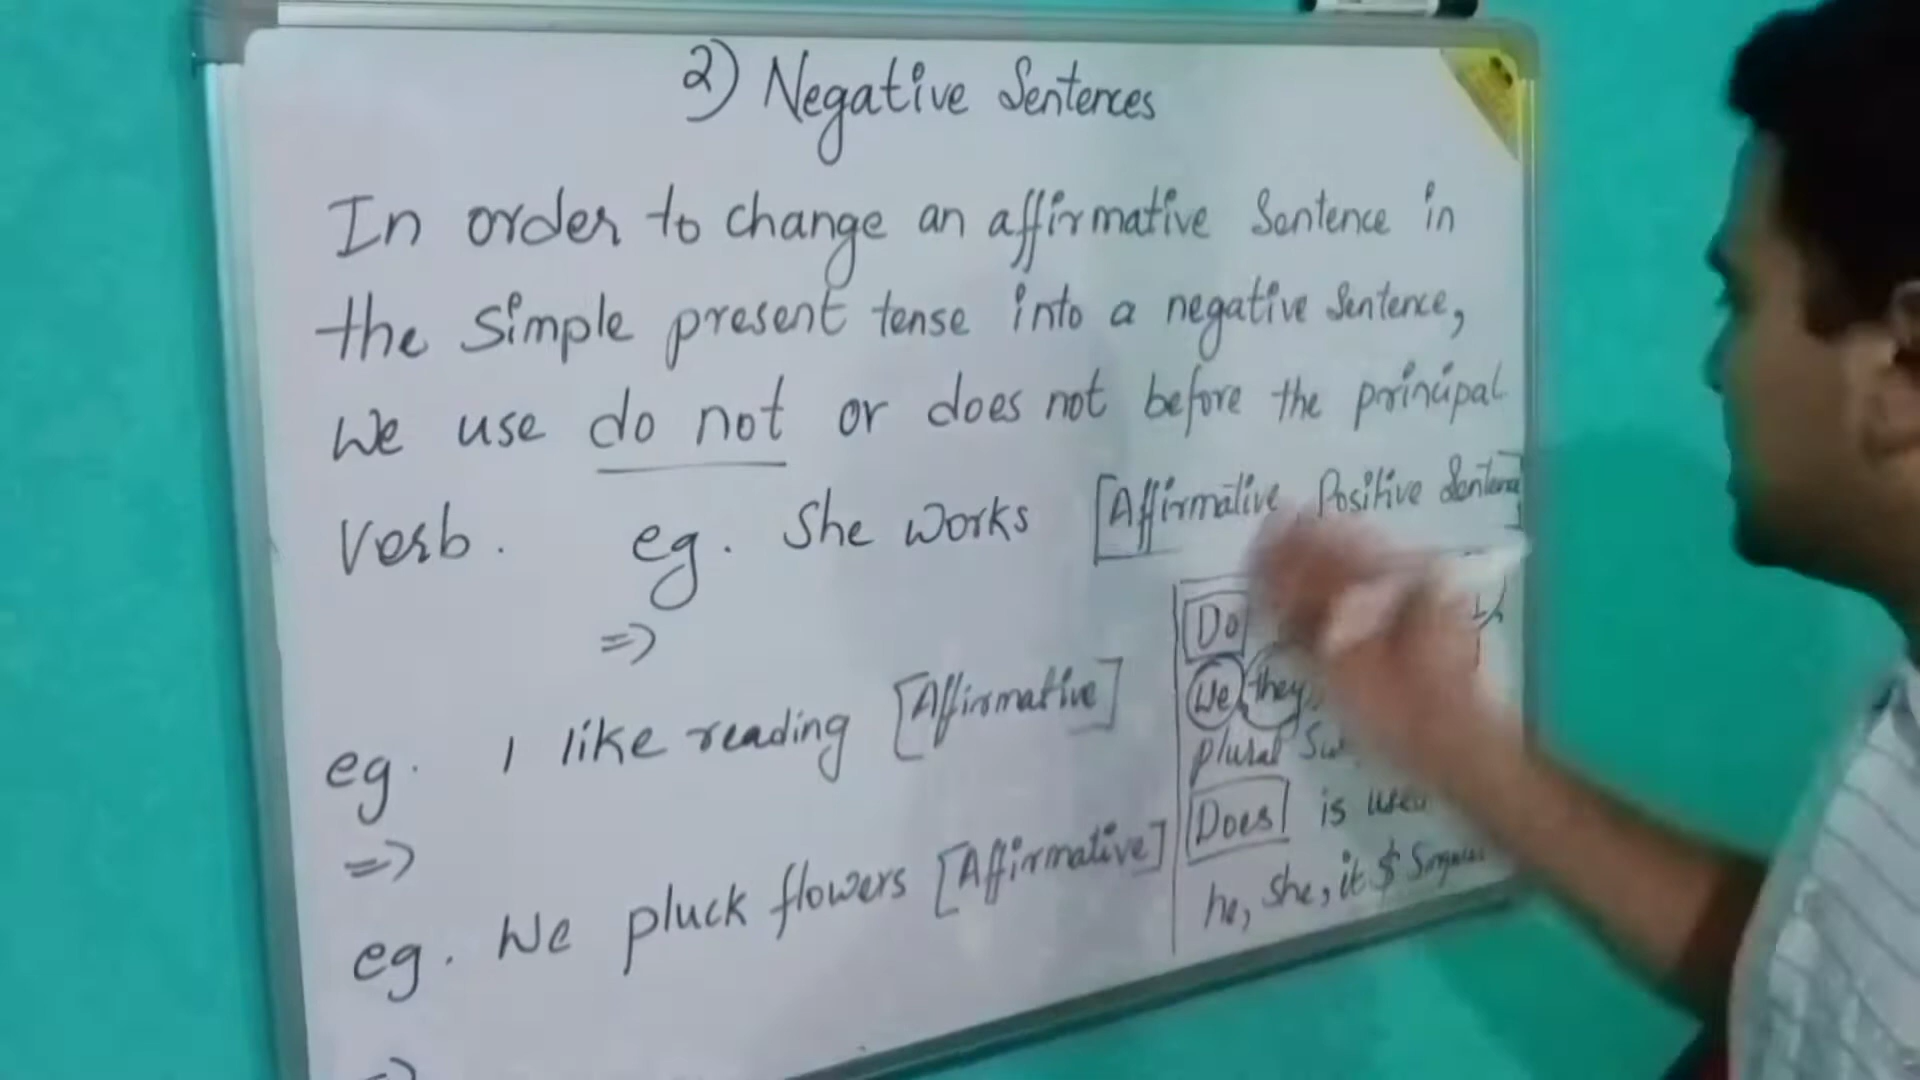 2) Negative Sentences
In order to change an affirmative Sentence in
the Simple present tense into a negative Sentence,
We use do not or does not before the principal
Verb. eg. She works [Affirmative, Positive Sentence]
=>
eg. I like reading [Affirmative]
=>
eg. We pluck flowers [Affirmative]
=>
Do
We, they,
plural
Does is used
he, she, it &